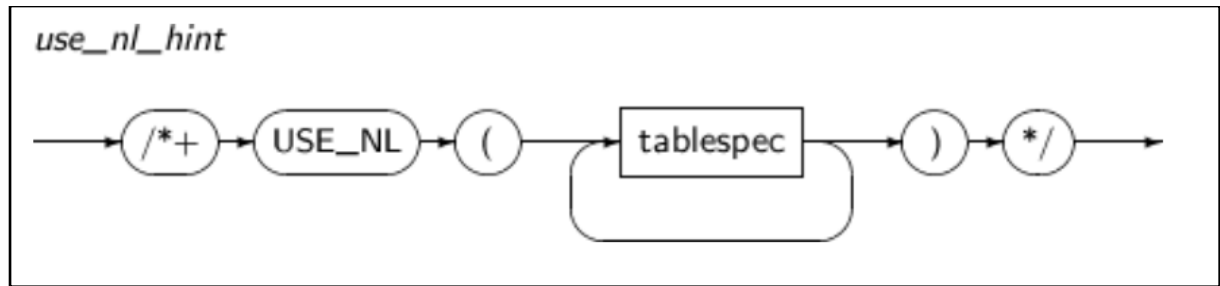 use_nl_hint
/*+ USE_NL ( tablespec ) */